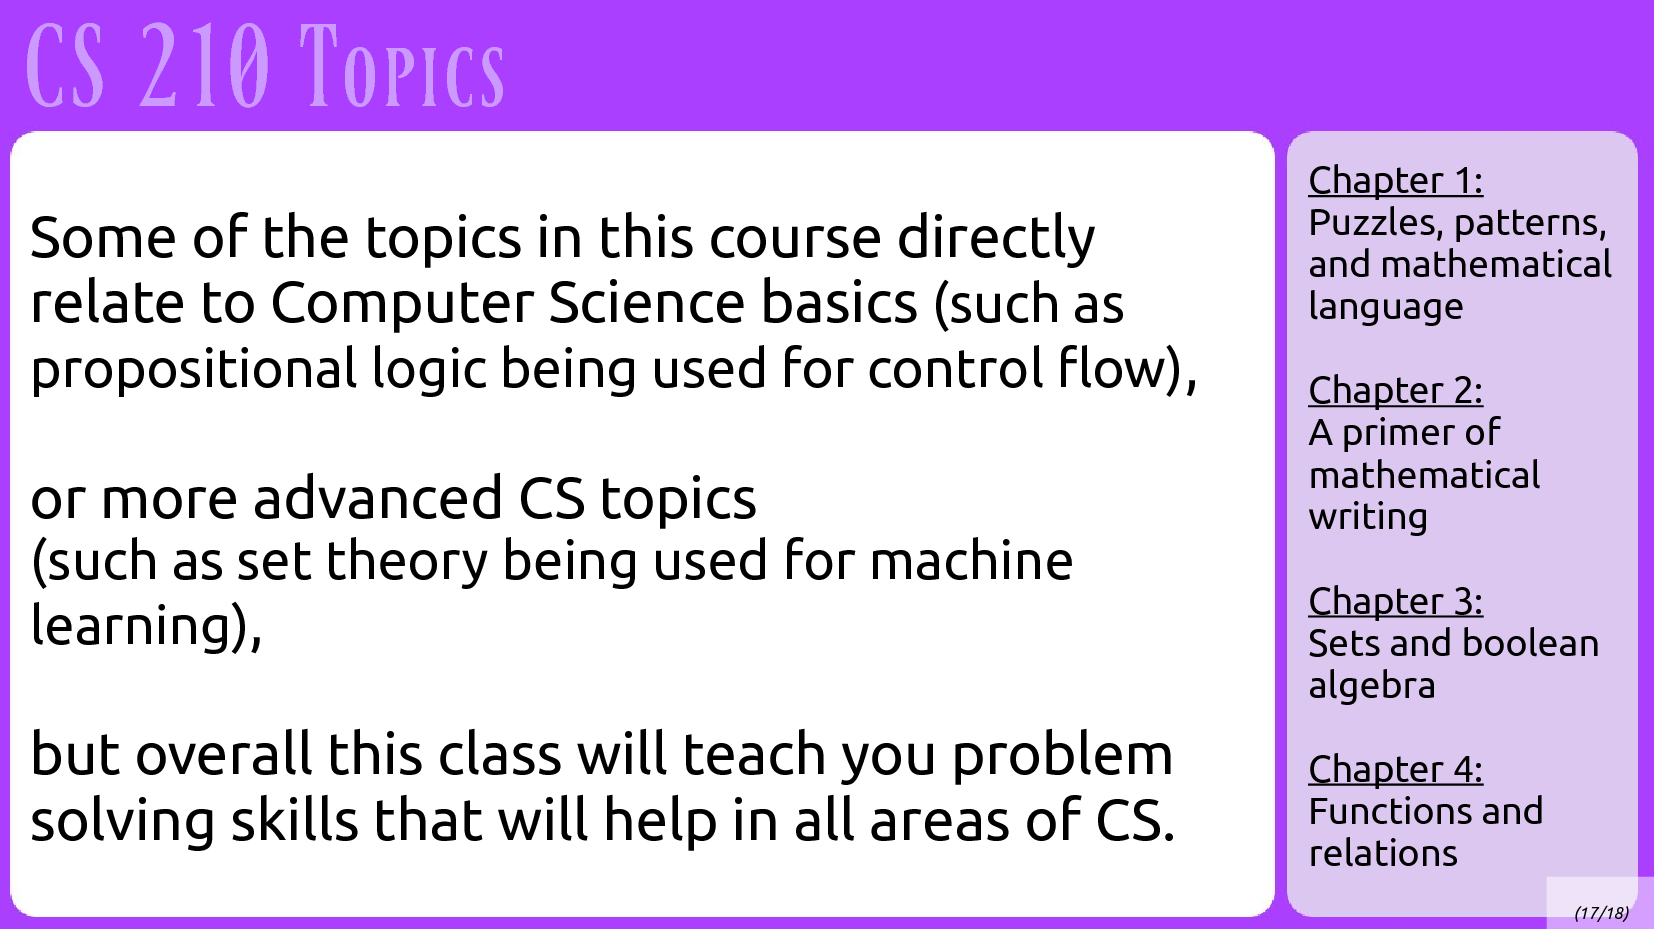 CS 210 Topics
Some of the topics in this course directly
relate to Computer Science basics (such as
propositional logic being used for control flow),
or more advanced CS topics
(such as set theory being used for machine
learning),
but overall this class will teach you problem
solving skills that will help in all areas of CS.
Chapter 1:
Puzzles, patterns,
and mathematical
language
Chapter 2:
A primer of
mathematical
writing
Chapter 3:
Sets and boolean
algebra
Chapter 4:
Functions and
relations
(17/18)